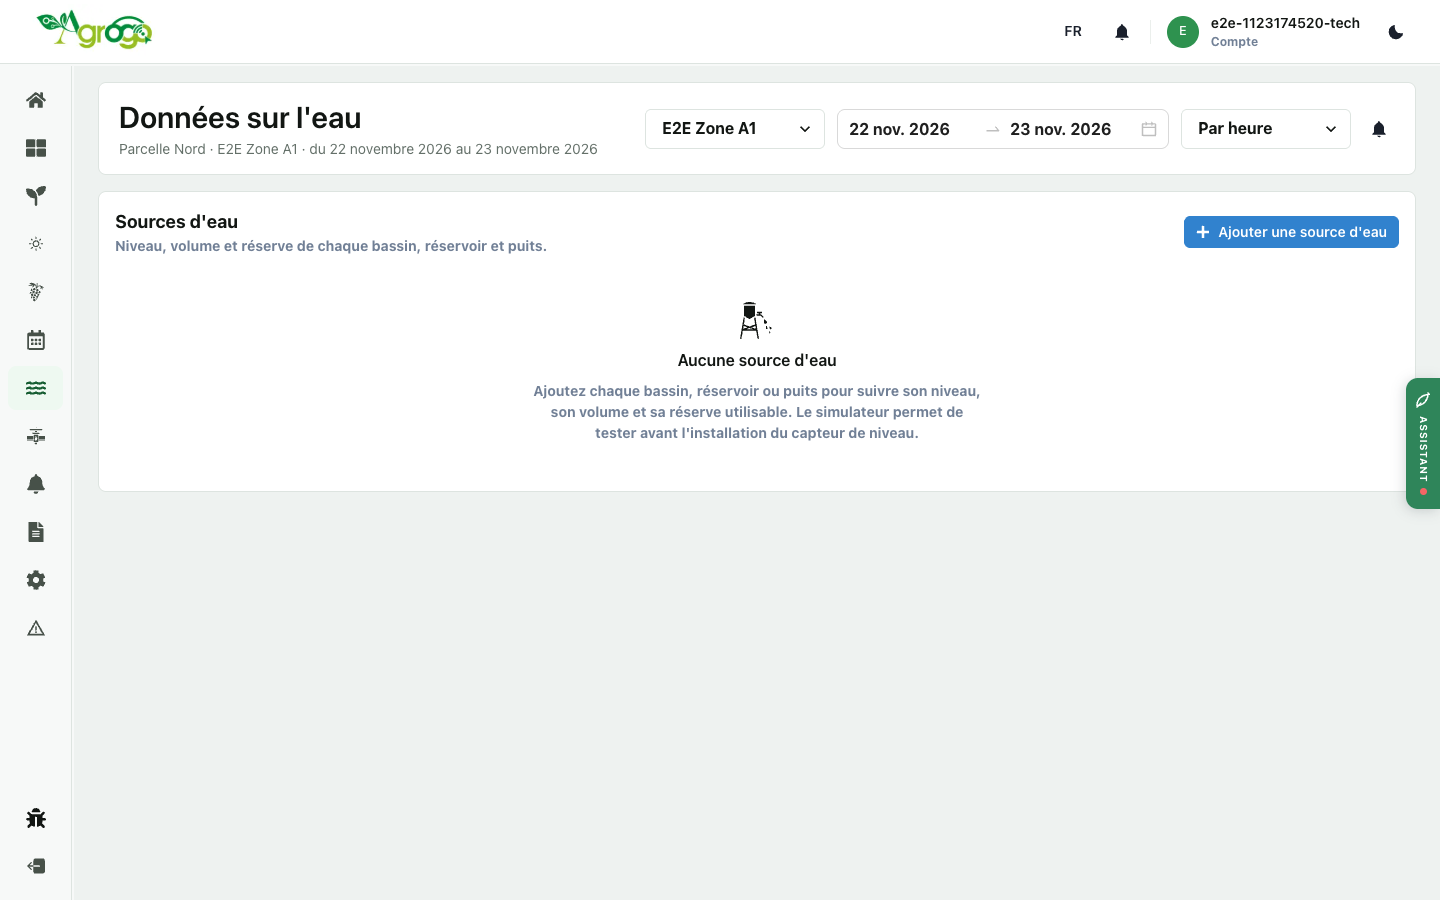 Agrogo
FR
E
e2e-1123174520-tech
Compte
Données sur l'eau
Parcelle Nord · E2E Zone A1 · du 22 novembre 2026 au 23 novembre 2026
E2E Zone A1
22 nov. 2026
23 nov. 2026
Par heure
Sources d'eau
Niveau, volume et réserve de chaque bassin, réservoir et puits.
Ajouter une source d'eau
Aucune source d'eau
Ajoutez chaque bassin, réservoir ou puits pour suivre son niveau,
son volume et sa réserve utilisable. Le simulateur permet de
tester avant l'installation du capteur de niveau.
ASSISTANT